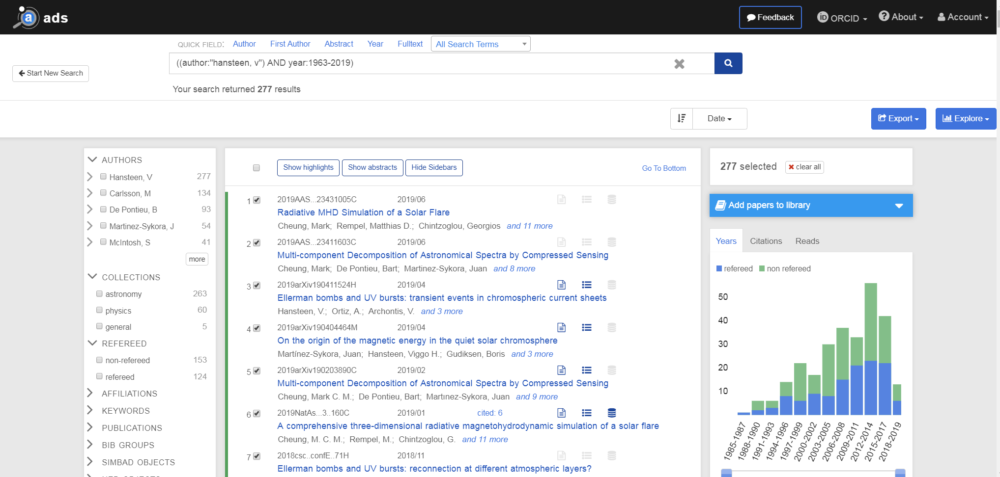 ads
Feedback
iD ORCID
? About
Account
QUICK FIELD: Author First Author Abstract Year Fulltext All Search Terms
((author:"hansteen, v") AND year:1963-2019)
Start New Search
Your search returned 277 results
Date
Export
Explore
AUTHORS
Hansteen, V 277
Carlsson, M 134
De Pontieu, B 93
Martinez-Sykora, J 54
McIntosh, S 41
more
COLLECTIONS
astronomy 263
physics 60
general 5
REFEREED
non-refereed 153
refereed 124
AFFILIATIONS
KEYWORDS
PUBLICATIONS
BIB GROUPS
SIMBAD OBJECTS
Show highlights Show abstracts Hide Sidebars Go To Bottom
1 2019AAS...23431005C 2019/06
Radiative MHD Simulation of a Solar Flare
Cheung, Mark; Rempel, Matthias D.; Chintzoglou, Georgios and 11 more
2 2019AAS...23411603C 2019/06
Multi-component Decomposition of Astronomical Spectra by Compressed Sensing
Cheung, Mark; De Pontieu, Bart; Martinez-Sykora, Juan and 8 more
3 2019arXiv190411524H 2019/04
Ellerman bombs and UV bursts: transient events in chromospheric current sheets
Hansteen, V.; Ortiz, A.; Archontis, V. and 3 more
4 2019arXiv190404464M 2019/04
On the origin of the magnetic energy in the quiet solar chromosphere
Martínez-Sykora, Juan; Hansteen, Viggo H.; Gudiksen, Boris and 3 more
5 2019arXiv190203890C 2019/02
Multi-component Decomposition of Astronomical Spectra by Compressed Sensing
Cheung, Mark C. M.; De Pontieu, Bart; Martınez-Sykora, Juan and 9 more
6 2019NatAs...3..160C 2019/01 cited: 6
A comprehensive three-dimensional radiative magnetohydrodynamic simulation of a solar flare
Cheung, M. C. M.; Rempel, M.; Chintzoglou, G. and 11 more
7 2018csc..confE..71H 2018/11
Ellerman bombs and UV bursts: reconnection at different atmospheric layers?
277 selected clear all
Add papers to library
Years Citations Reads
refereed non refereed
50
40
30
20
10
1985-1987
1988-1990
1991-1993
1994-1996
1997-1999
2000-2002
2003-2005
2006-2008
2009-2011
2012-2014
2015-2017
2018-2019